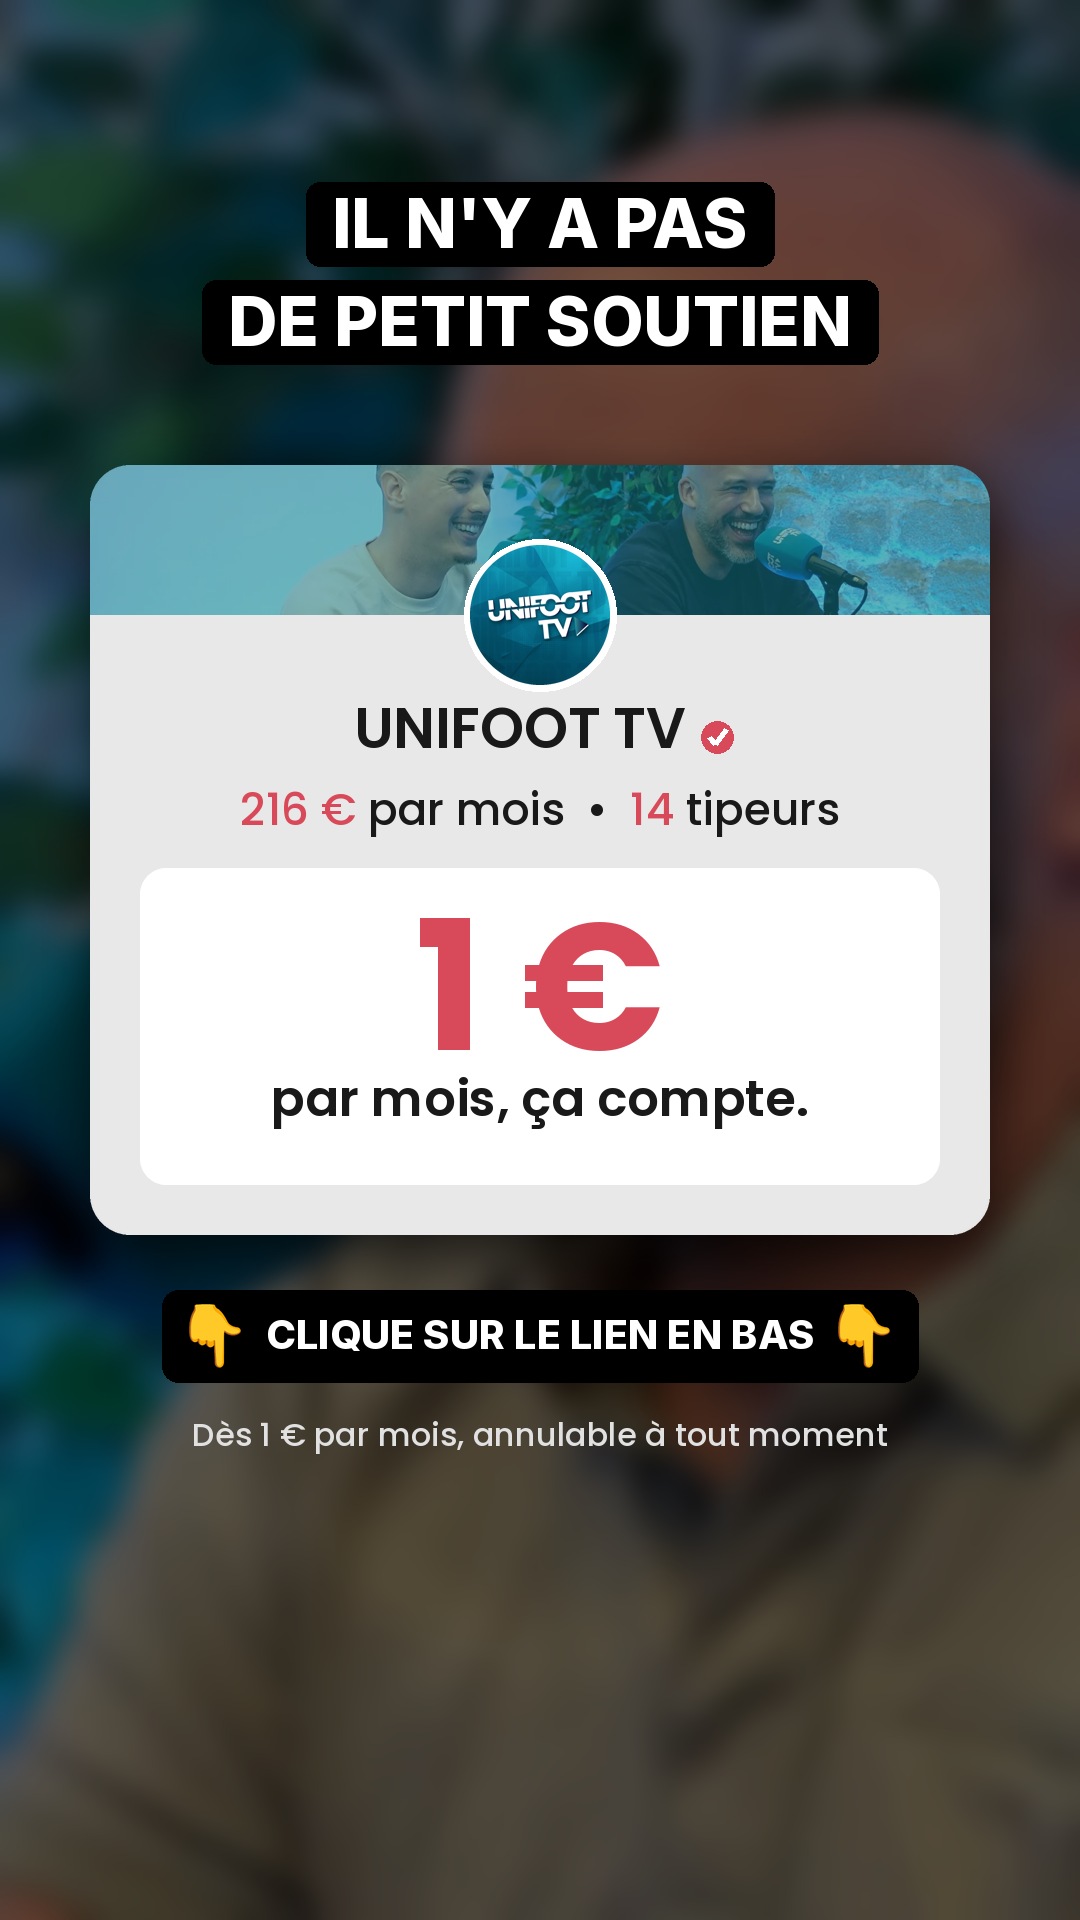 IL N'Y A PAS
DE PETIT SOUTIEN
UNIFOOT
TV
UNIFOOT TV
216 € par mois • 14 tipeurs
1 €
par mois, ça compte.
👇 CLIQUE SUR LE LIEN EN BAS 👇
Dès 1 € par mois, annulable à tout moment